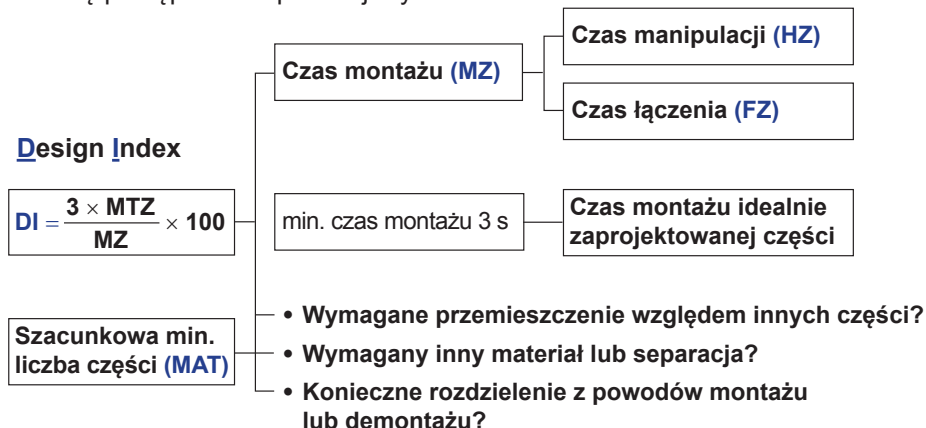 Czas manipulacji (HZ)
Czas montażu (MZ)
Czas łączenia (FZ)
Design Index
DI = 3 × MTZ / MZ × 100
min. czas montażu 3 s
Czas montażu idealnie
zaprojektowanej części
Szacunkowa min.
liczba części (MAT)
• Wymagane przemieszczenie względem innych części?
• Wymagany inny materiał lub separacja?
• Konieczne rozdzielenie z powodów montażu
lub demontażu?